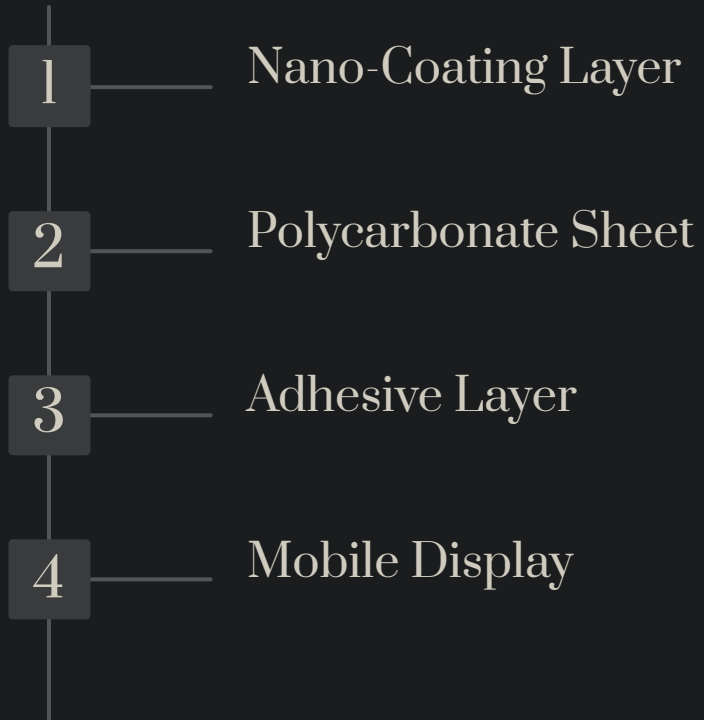 1
Nano-Coating Layer
2
Polycarbonate Sheet
3
Adhesive Layer
4
Mobile Display